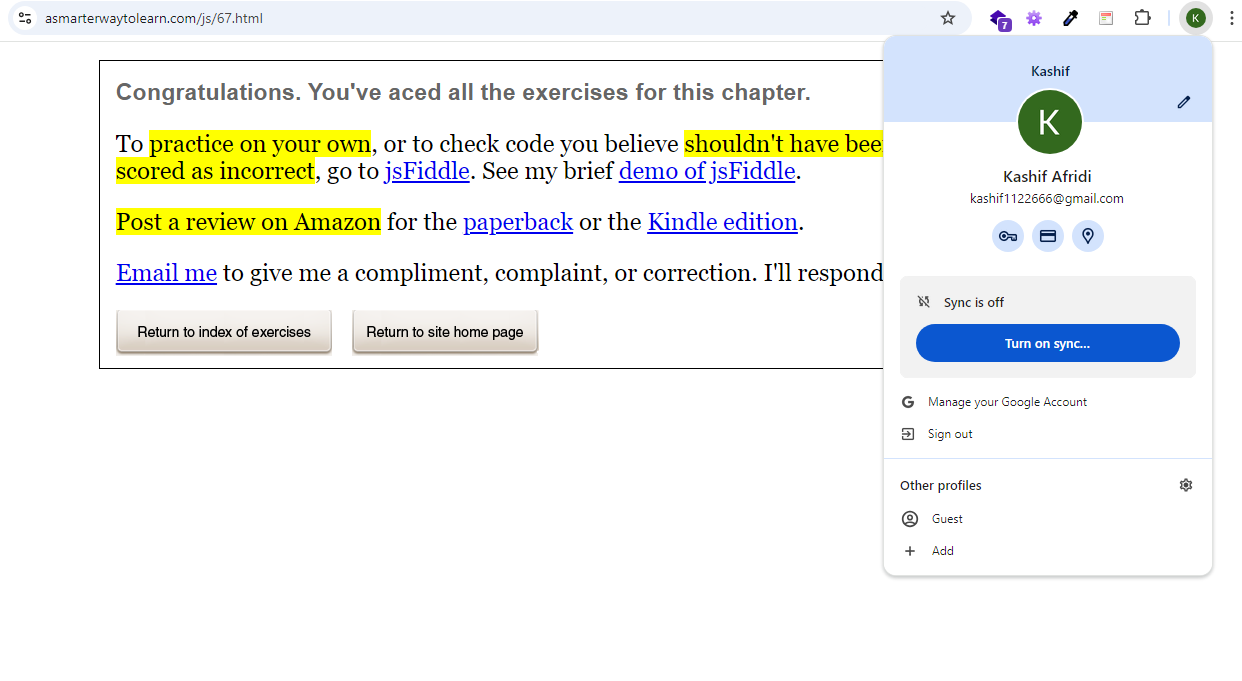 asmarterwaytolearn.com/js/67.html
7
K
Congratulations. You've aced all the exercises for this chapter.
To practice on your own, or to check code you believe shouldn't have
scored as incorrect, go to jsFiddle. See my brief demo of jsFiddle.
Post a review on Amazon for the paperback or the Kindle edition.
Email me to give me a compliment, complaint, or correction. I'll respond
Return to index of exercises
Return to site home page
Kashif
K
Kashif Afridi
kashif1122666@gmail.com
Sync is off
Turn on sync...
Manage your Google Account
Sign out
Other profiles
Guest
Add